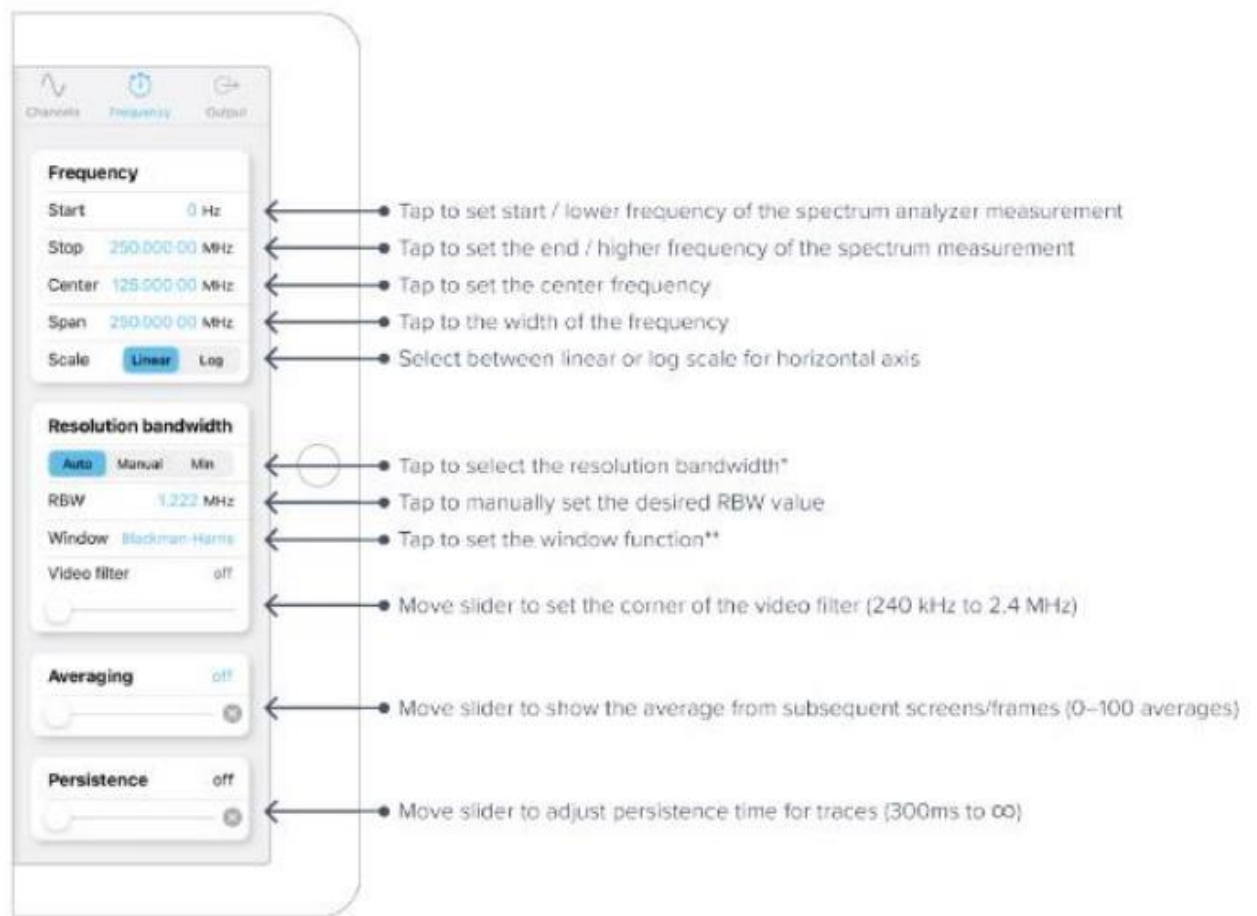 Channels Frequency Output
Frequency
Start 0 Hz
Tap to set start / lower frequency of the spectrum analyzer measurement
Stop 250.000 00 MHz
Tap to set the end / higher frequency of the spectrum measurement
Center 125.000 00 MHz
Tap to set the center frequency
Span 250.000 00 MHz
Tap to the width of the frequency
Scale Linear Log
Select between linear or log scale for horizontal axis
Resolution bandwidth
Auto Manual Min
Tap to select the resolution bandwidth*
RBW 1.222 MHz
Tap to manually set the desired RBW value
Window Blackman-Harris
Tap to set the window function**
Video filter off
Move slider to set the corner of the video filter (240 kHz to 2.4 MHz)
Averaging off
Move slider to show the average from subsequent screens/frames (0–100 averages)
Persistence off
Move slider to adjust persistence time for traces (300ms to ∞)